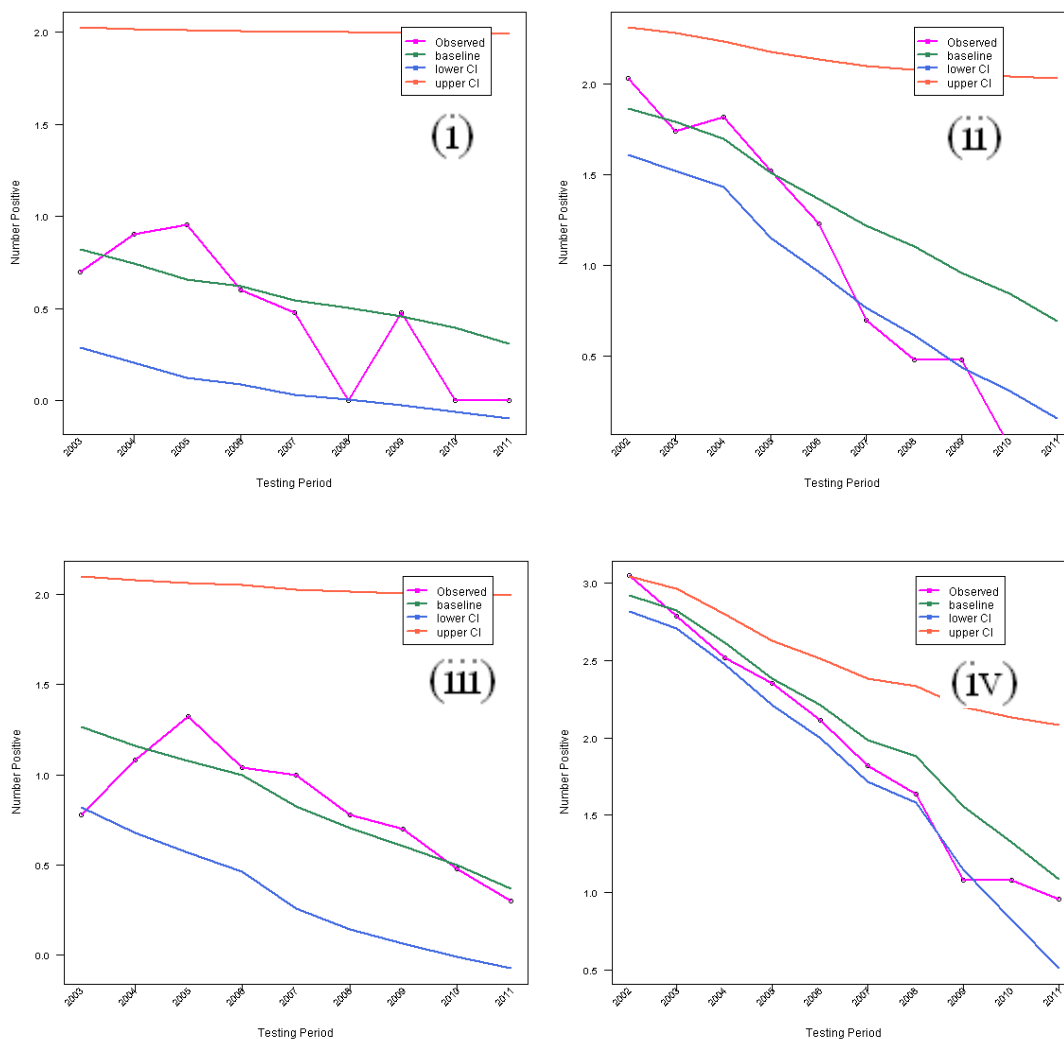 2.0
1.5
1.0
0.5
0.0
Number Positive
Observed
baseline
lower CI
upper CI
(i)
2003
2004
2005
2006
2007
2008
2009
2010
2011
Testing Period
2.0
1.5
1.0
0.5
Number Positive
Observed
baseline
lower CI
upper CI
(ii)
2002
2003
2004
2005
2006
2007
2008
2009
2010
2011
Testing Period
2.0
1.5
1.0
0.5
0.0
Number Positive
Observed
baseline
lower CI
upper CI
(iii)
2003
2004
2005
2006
2007
2008
2009
2010
2011
Testing Period
3.0
2.5
2.0
1.5
1.0
0.5
Number Positive
Observed
baseline
lower CI
upper CI
(iv)
2002
2003
2004
2005
2006
2007
2008
2009
2010
2011
Testing Period